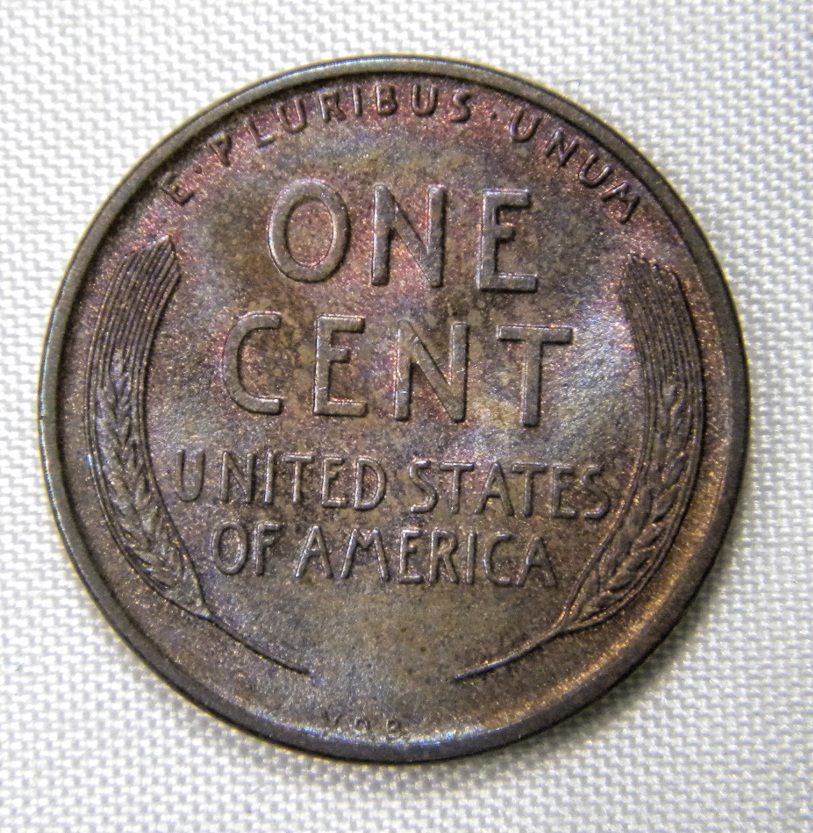 E · PLURIBUS · UNUM
ONE
CENT
UNITED STATES
OF AMERICA